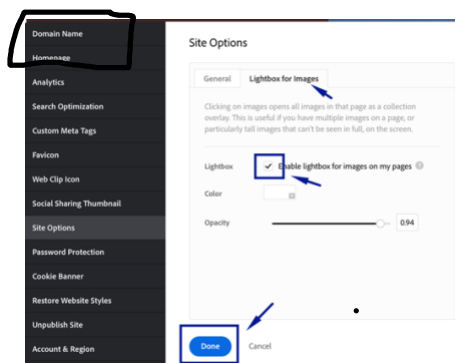 Domain Name
Homepage
Analytics
Search Optimization
Custom Meta Tags
Favicon
Web Clip Icon
Social Sharing Thumbnail
Site Options
Password Protection
Cookie Banner
Restore Website Styles
Unpublish Site
Account & Region
Site Options
General Lightbox for Images
Clicking on images opens all images in that page as a collection
overlay. This is useful if you have multiple images on a page, or
particularly tall images that can't be seen in full, on the screen.
Lightbox Enable lightbox for images on my pages
Color
Opacity 0.94
Done Cancel